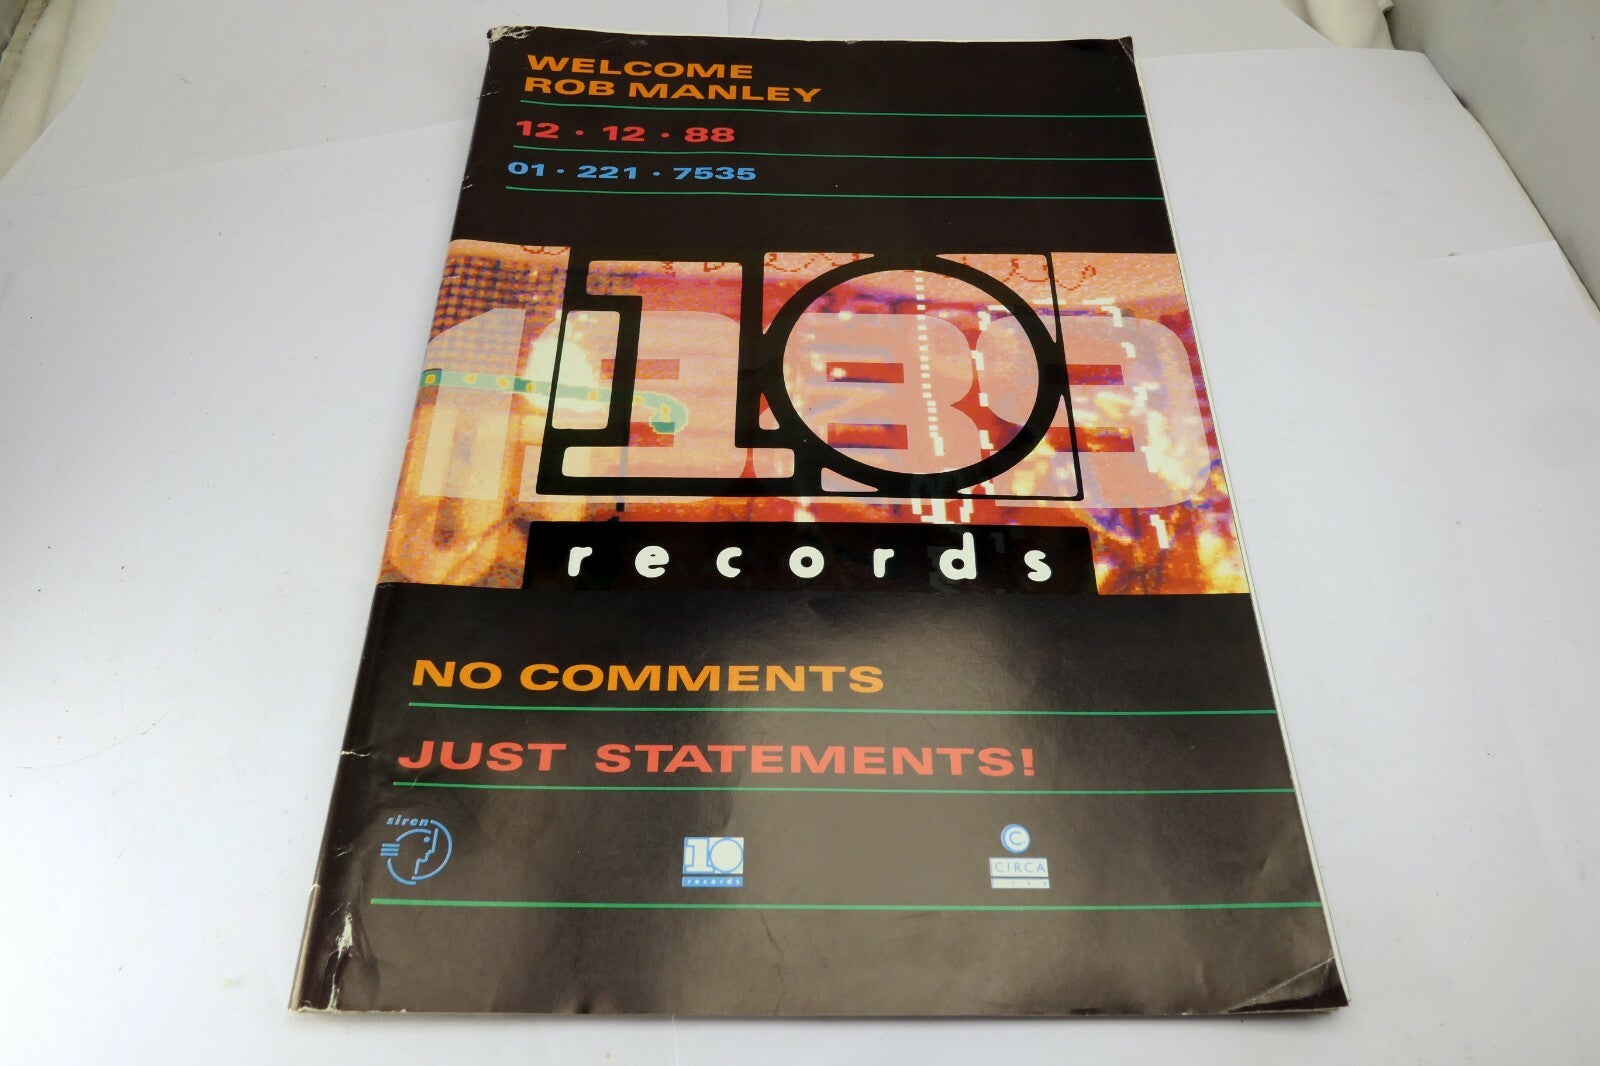 WELCOME
ROB MANLEY
12 · 12 · 88
01 · 221 · 7535
10
records
NO COMMENTS
JUST STATEMENTS!
siren
10
records
C
CIRCA